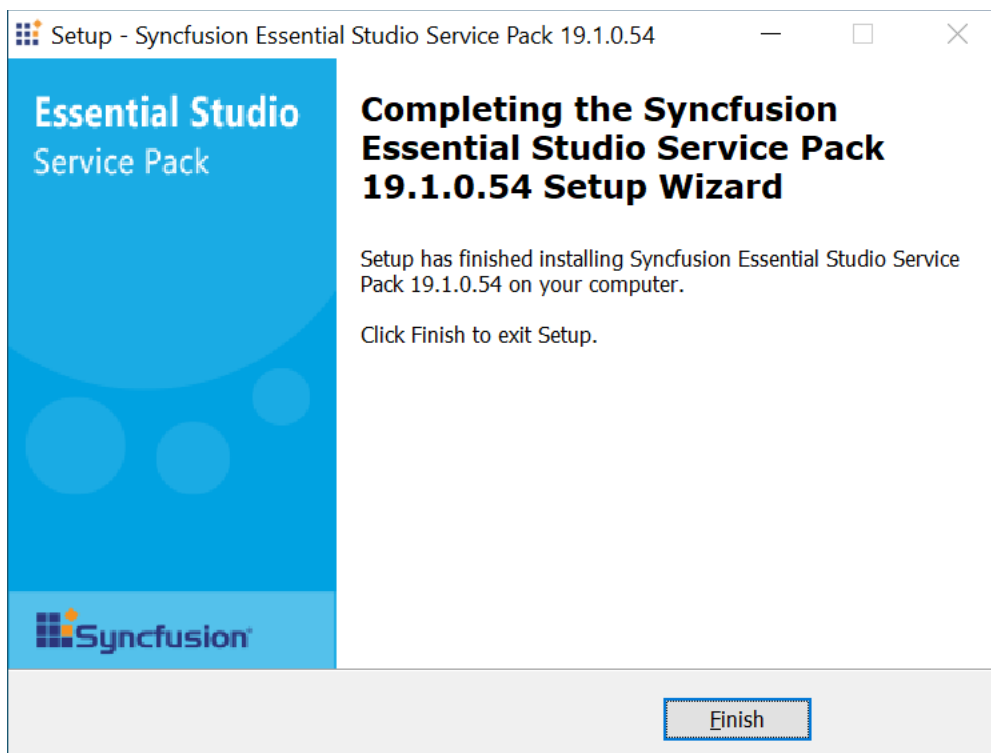 Setup - Syncfusion Essential Studio Service Pack 19.1.0.54
Essential Studio
Service Pack
Completing the Syncfusion
Essential Studio Service Pack
19.1.0.54 Setup Wizard
Setup has finished installing Syncfusion Essential Studio Service
Pack 19.1.0.54 on your computer.
Click Finish to exit Setup.
Syncfusion
Finish